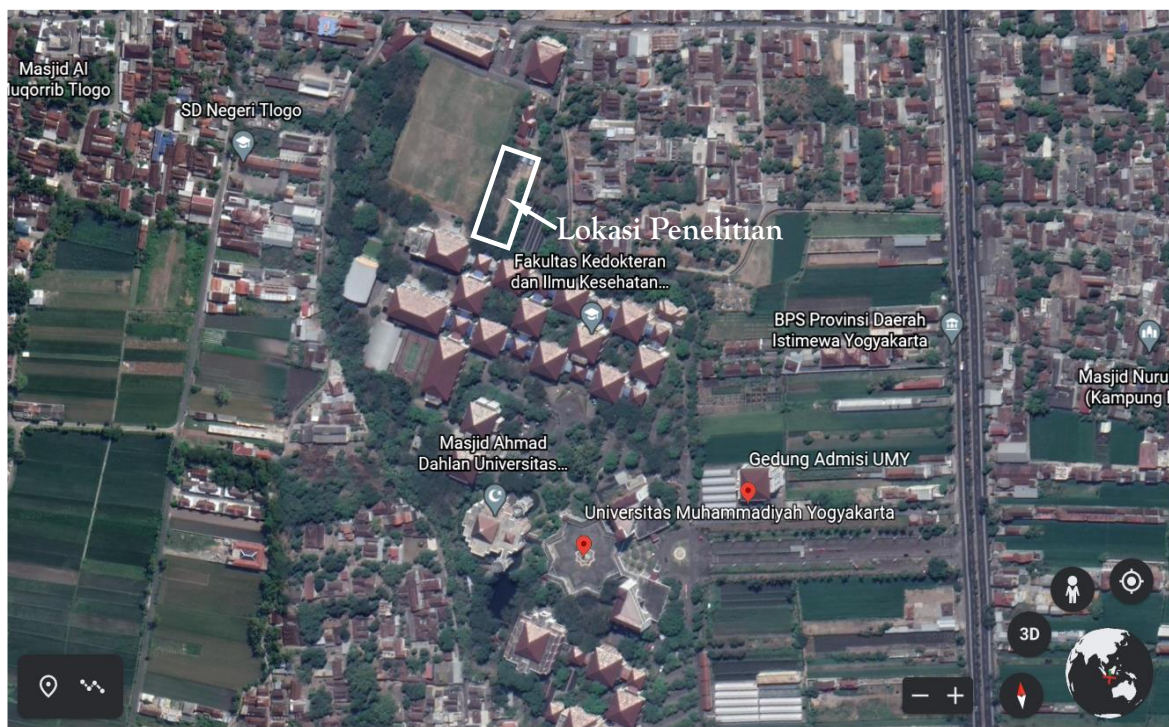 Masjid Al
uqorrib Tlogo
SD Negeri Tlogo
Lokasi Penelitian
Fakultas Kedokteran
dan Ilmu Kesehatan...
BPS Provinsi Daerah
Istimewa Yogyakarta
Masjid Nuru
(Kampung
Masjid Ahmad
Dahlan Universitas...
Gedung Admisi UMY
Universitas Muhammadiyah Yogyakarta
3D